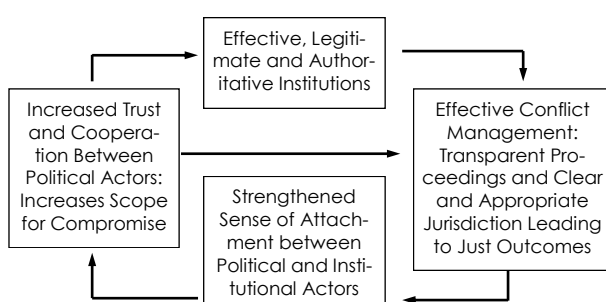 Effective, Legiti-
mate and Author-
itative Institutions
Increased Trust
and Coopera-
tion Between
Political Actors:
Increases Scope
for Compromise
Effective Conflict
Management:
Transparent Pro-
ceedings and Clear
and Appropriate
Jurisdiction Leading
to Just Outcomes
Strengthened
Sense of Attach-
ment between
Political and Insti-
tutional Actors